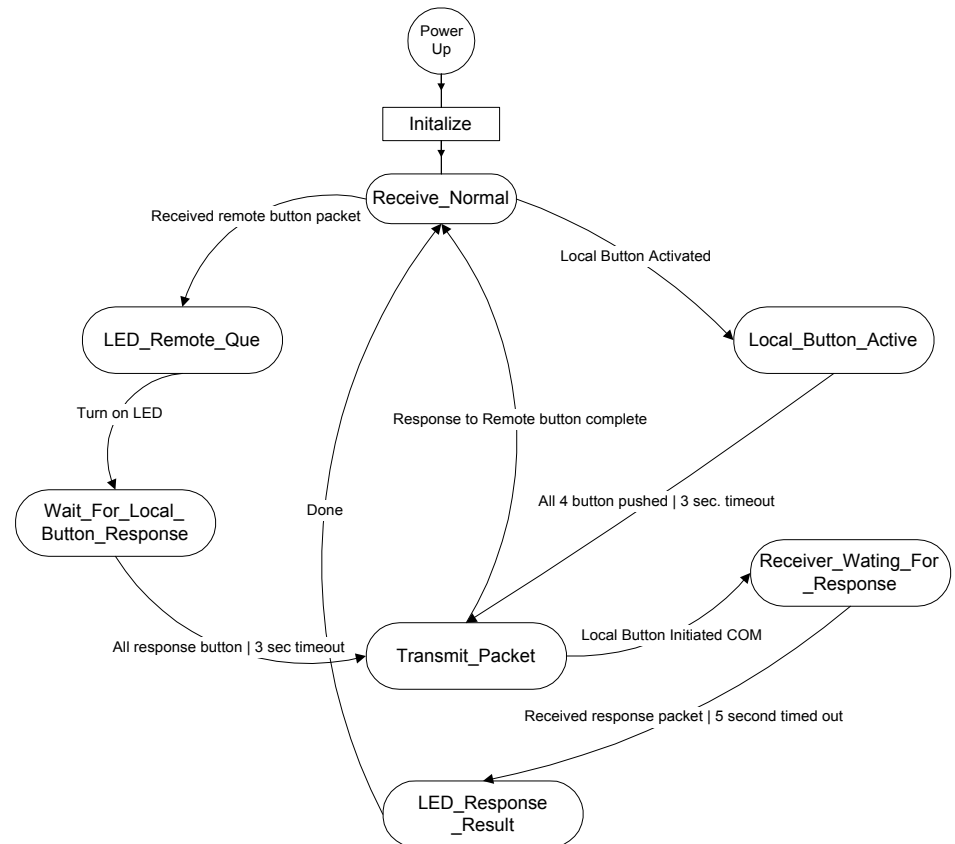 Power
Up
Initalize
Receive_Normal
Received remote button packet
Local Button Activated
LED_Remote_Que
Local_Button_Active
Turn on LED
Response to Remote button complete
Wait_For_Local_
Button_Response
Done
All 4 button pushed | 3 sec. timeout
Receiver_Wating_For
_Response
All response button | 3 sec timeout
Transmit_Packet
Local Button Initiated COM
Received response packet | 5 second timed out
LED_Response
_Result